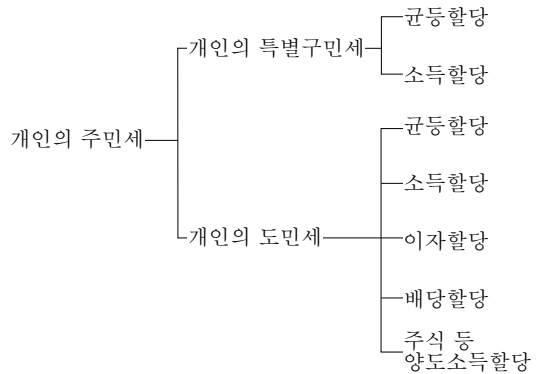 개인의 주민세
개인의 특별구민세
균등할당
소득할당
개인의 도민세
균등할당
소득할당
이자할당
배당할당
주식 등
양도소득할당